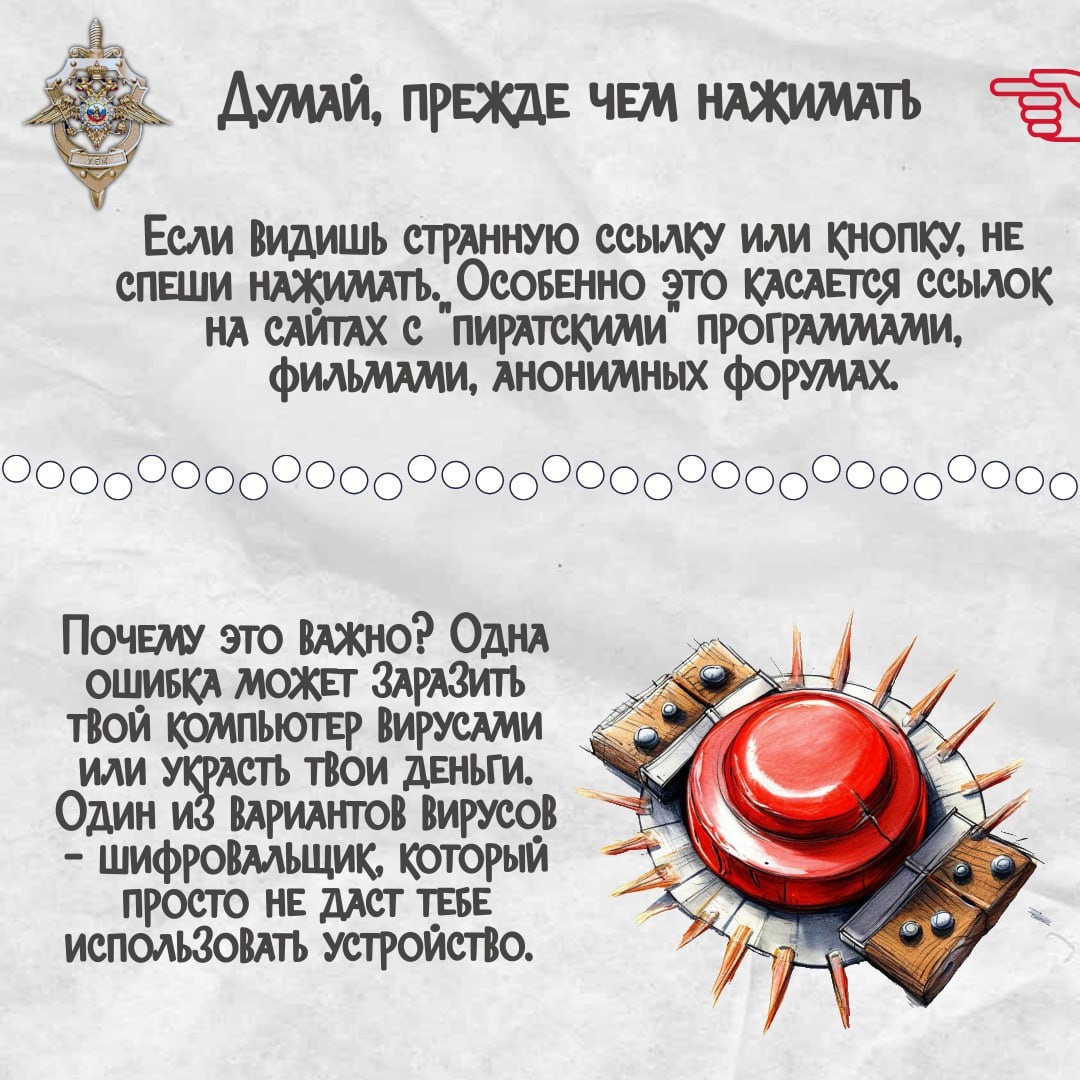 УБК
Думай, прежде чем нажимать
Если видишь странную ссылку или кнопку, не
спеши нажимать. Особенно это касается ссылок
на сайтах с "пиратскими" программами,
фильмами, анонимных форумах.
Почему это важно? Одна
ошибка может заразить
твой компьютер вирусами
или украсть твои деньги.
Один из вариантов вирусов
- шифровальщик, который
просто не даст тебе
использовать устройство.